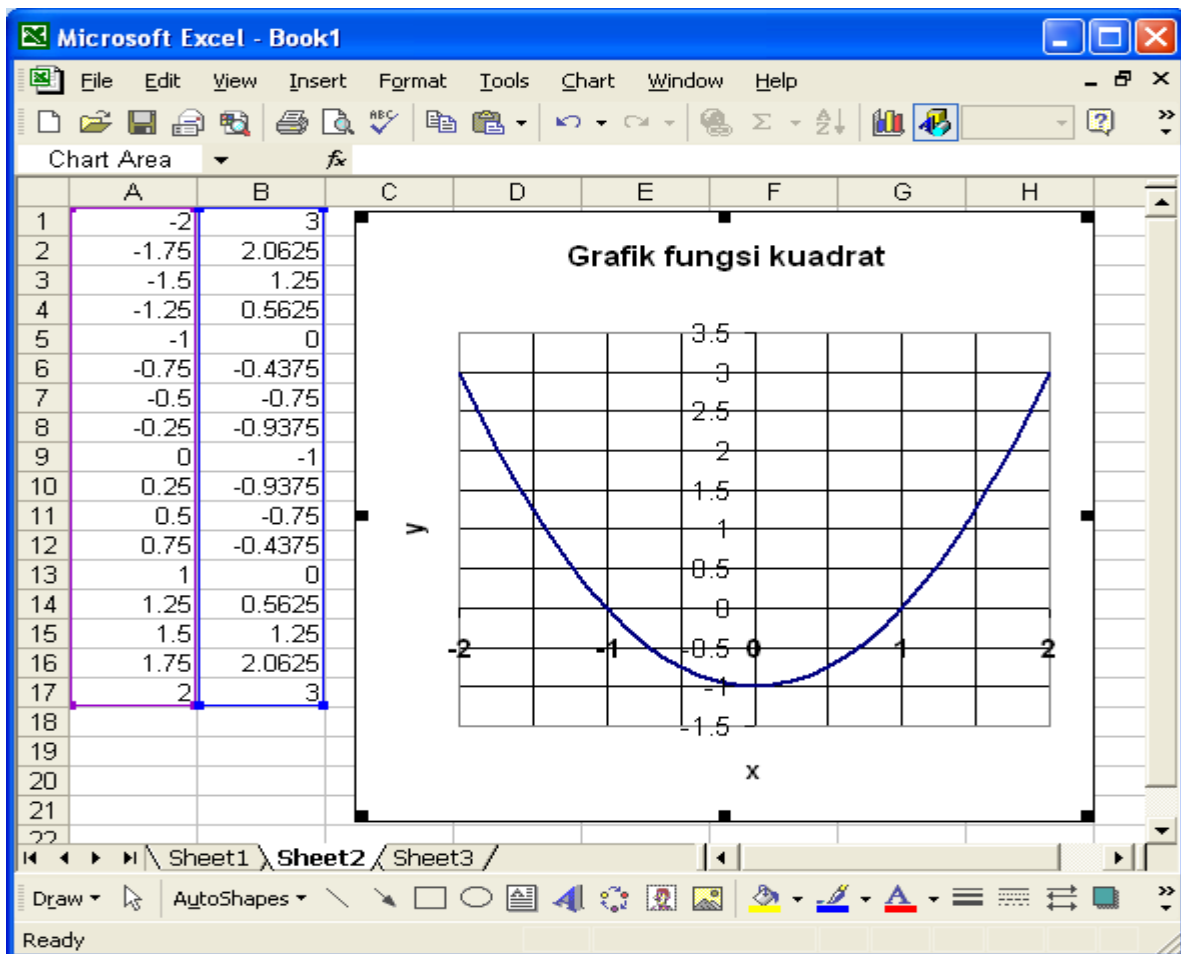 Microsoft Excel - Book1
File Edit View Insert Format Tools Chart Window Help
Chart Area fx
A B C D E F G H
1 -2 3
2 -1.75 2.0625
3 -1.5 1.25
4 -1.25 0.5625
5 -1 0
6 -0.75 -0.4375
7 -0.5 -0.75
8 -0.25 -0.9375
9 0 -1
10 0.25 -0.9375
11 0.5 -0.75
12 0.75 -0.4375
13 1 0
14 1.25 0.5625
15 1.5 1.25
16 1.75 2.0625
17 2 3
18
19
20
21
22
Grafik fungsi kuadrat
3.5
3
2.5
2
1.5
1
0.5
0
-0.5
-1
-1.5
-2 -1 0 1 2
y
x
Sheet1 Sheet2 Sheet3
Draw AutoShapes
Ready